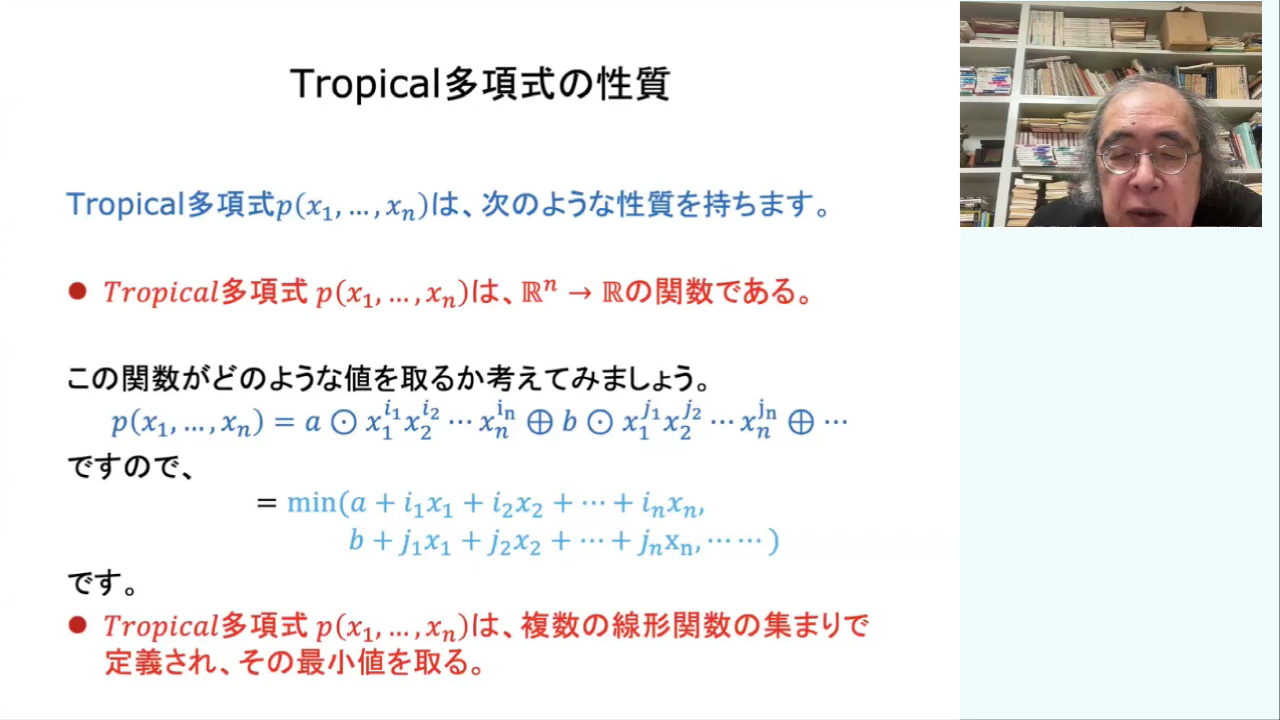 Tropical多項式の性質
Tropical多項式p(x₁, …, xₙ)は、次のような性質を持ちます。
● Tropical多項式 p(x₁, …, xₙ)は、ℝⁿ → ℝの関数である。
この関数がどのような値を取るか考えてみましょう。
p(x₁, …, xₙ) = a ⊙ x₁^{i₁} x₂^{i₂} ⋯ xₙ^{iₙ} ⊕ b ⊙ x₁^{j₁} x₂^{j₂} ⋯ xₙ^{jₙ} ⊕ ⋯
ですので、
= min(a + i₁x₁ + i₂x₂ + ⋯ + iₙxₙ,
b + j₁x₁ + j₂x₂ + ⋯ + jₙxₙ, ⋯⋯ )
です。
● Tropical多項式 p(x₁, …, xₙ)は、複数の線形関数の集まりで
定義され、その最小値を取る。